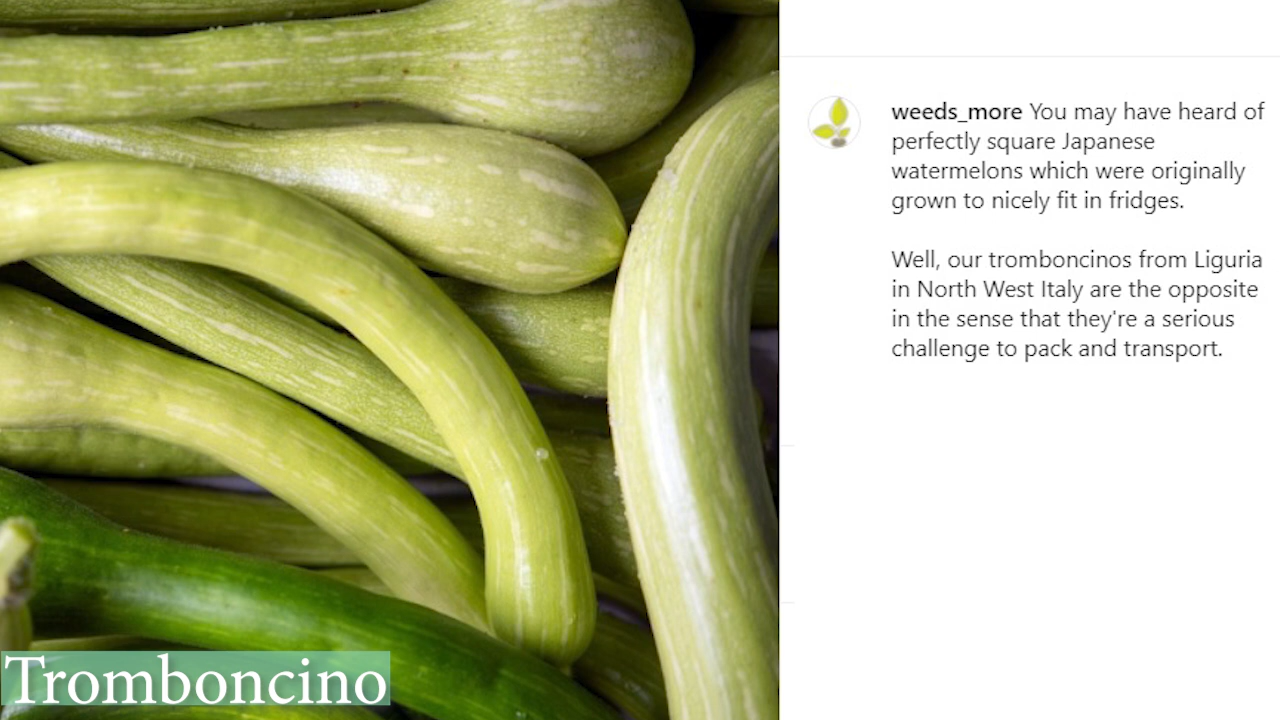 weeds_more You may have heard of
perfectly square Japanese
watermelons which were originally
grown to nicely fit in fridges.
Well, our tromboncinos from Liguria
in North West Italy are the opposite
in the sense that they're a serious
challenge to pack and transport.
Tromboncino